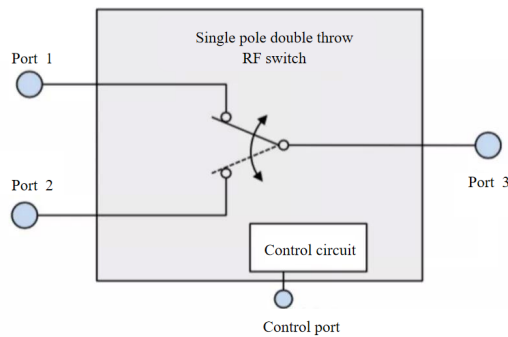 Single pole double throw
RF switch
Port 1
Port 2
Port 3
Control circuit
Control port